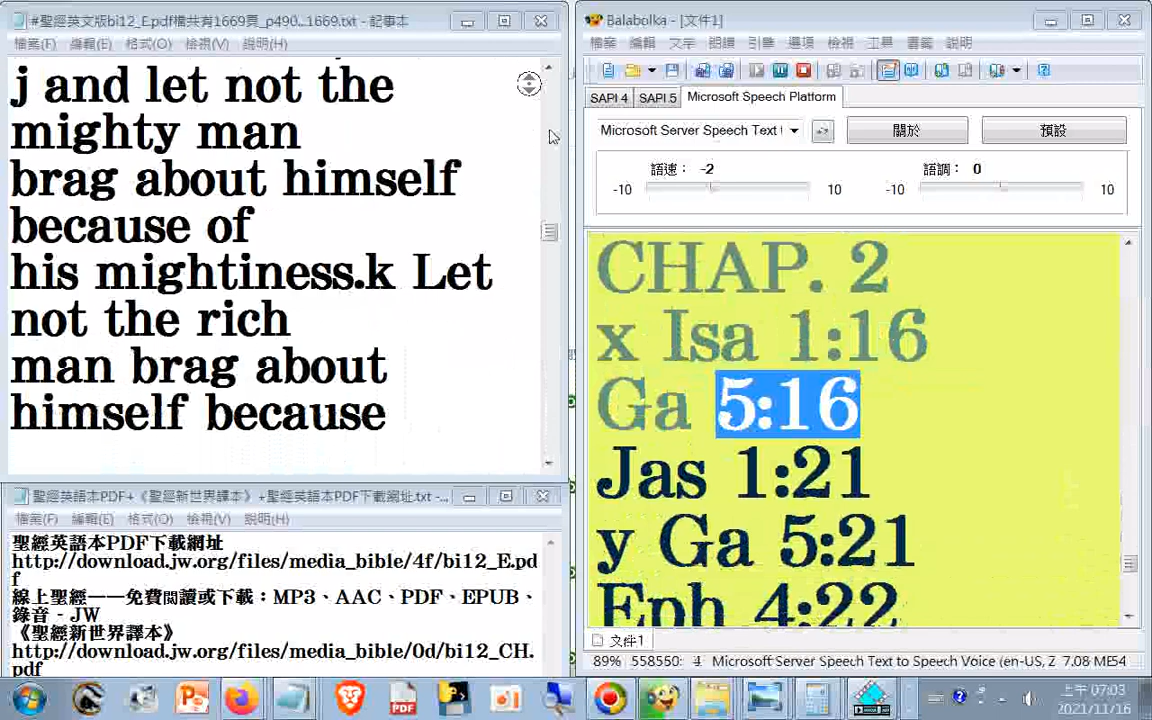 #聖經英文版bi12_E.pdf檔共有1669頁_p490...1669.txt - 記事本
檔案(F) 編輯(E) 格式(O) 檢視(V) 說明(H)
j and let not the
mighty man
brag about himself
because of
his mightiness.k Let
not the rich
man brag about
himself because
聖經英語本PDF+《聖經新世界譯本》+聖經英語本PDF下載網址.txt -...
檔案(F) 編輯(E) 格式(O) 檢視(V) 說明(H)
聖經英語本PDF下載網址
http://download.jw.org/files/media_bible/4f/bi12_E.pd
f
線上聖經——免費閱讀或下載：MP3、AAC、PDF、EPUB、
錄音 - JW
《聖經新世界譯本》
http://download.jw.org/files/media_bible/0d/bi12_CH.
pdf
Balabolka - [文件1]
檔案 編輯 文字 朗讀 引擎 選項 檢視 工具 書籤 說明
SAPI 4 SAPI 5 Microsoft Speech Platform
Microsoft Server Speech Text 關於 預設
語速： -2 語調： 0
-10 10 -10 10
CHAP. 2
x Isa 1:16
Ga 5:16
Jas 1:21
y Ga 5:21
Eph 4:22
文件1
89% 558550: 4 Microsoft Server Speech Text to Speech Voice (en-US, Z 7.08 ME54
上午 07:03
2021/11/16